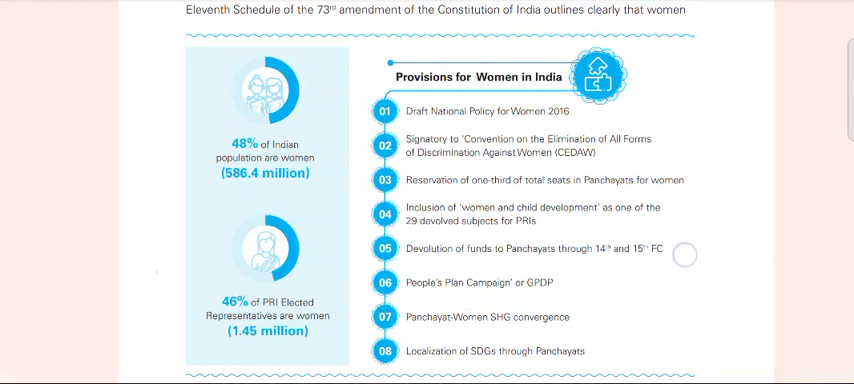 Eleventh Schedule of the 73rd amendment of the Constitution of India outlines clearly that women
48% of Indian
population are women
(586.4 million)
46% of PRI Elected
Representatives are women
(1.45 million)
Provisions for Women in India
01 Draft National Policy for Women 2016
02 Signatory to 'Convention on the Elimination of All Forms
of Discrimination Against Women (CEDAW)
03 Reservation of one-third of total seats in Panchayats for women
04 Inclusion of 'women and child development' as one of the
29 devolved subjects for PRIs
05 Devolution of funds to Panchayats through 14th and 15th FC
06 People's Plan Campaign' or GPDP
07 Panchayat-Women SHG convergence
08 Localization of SDGs through Panchayats